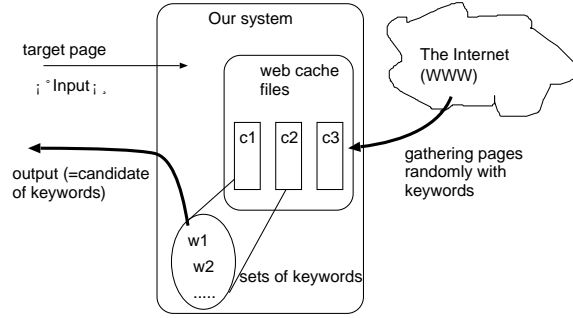 Our system
target page
¡°Input¡¸
web cache
files
c1 c2 c3
The Internet
(WWW)
gathering pages
randomly with
keywords
output (=candidate
of keywords)
w1
w2
.....
sets of keywords